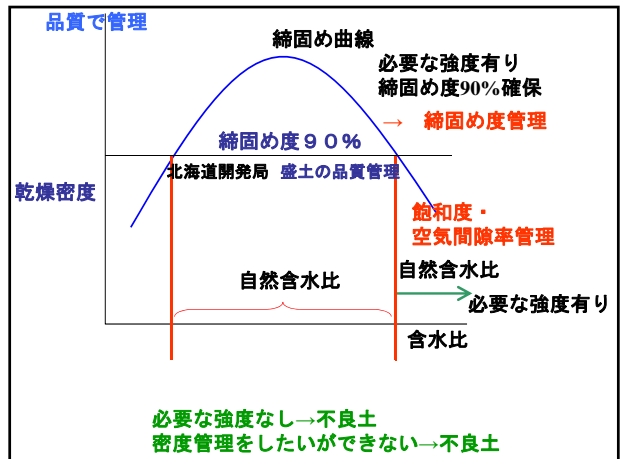 品質で管理
締固め曲線
必要な強度有り
締固め度90%確保
→ 締固め度管理
締固め度９０%
北海道開発局 盛土の品質管理
乾燥密度
飽和度・
空気間隙率管理
自然含水比
自然含水比
必要な強度有り
含水比
必要な強度なし→不良土
密度管理をしたいができない→不良土